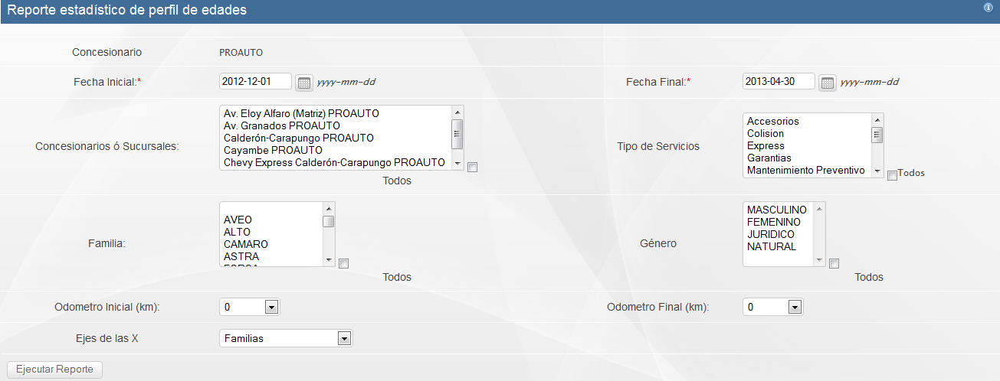 Reporte estadístico de perfil de edades
Concesionario PROAUTO
Fecha Inicial:* 2012-12-01 yyyy-mm-dd Fecha Final:* 2013-04-30 yyyy-mm-dd
Concesionarios ó Sucursales:
Av. Eloy Alfaro (Matriz) PROAUTO
Av. Granados PROAUTO
Calderón-Carapungo PROAUTO
Cayambe PROAUTO
Chevy Express Calderón-Carapungo PROAUTO
Todos
Tipo de Servicios
Accesorios
Colision
Express
Garantias
Mantenimiento Preventivo
Todos
Familia:
AVEO
ALTO
CAMARO
ASTRA
Todos
Género
MASCULINO
FEMENINO
JURIDICO
NATURAL
Todos
Odometro Inicial (km): 0 Odometro Final (km): 0
Ejes de las X Familias
Ejecutar Reporte